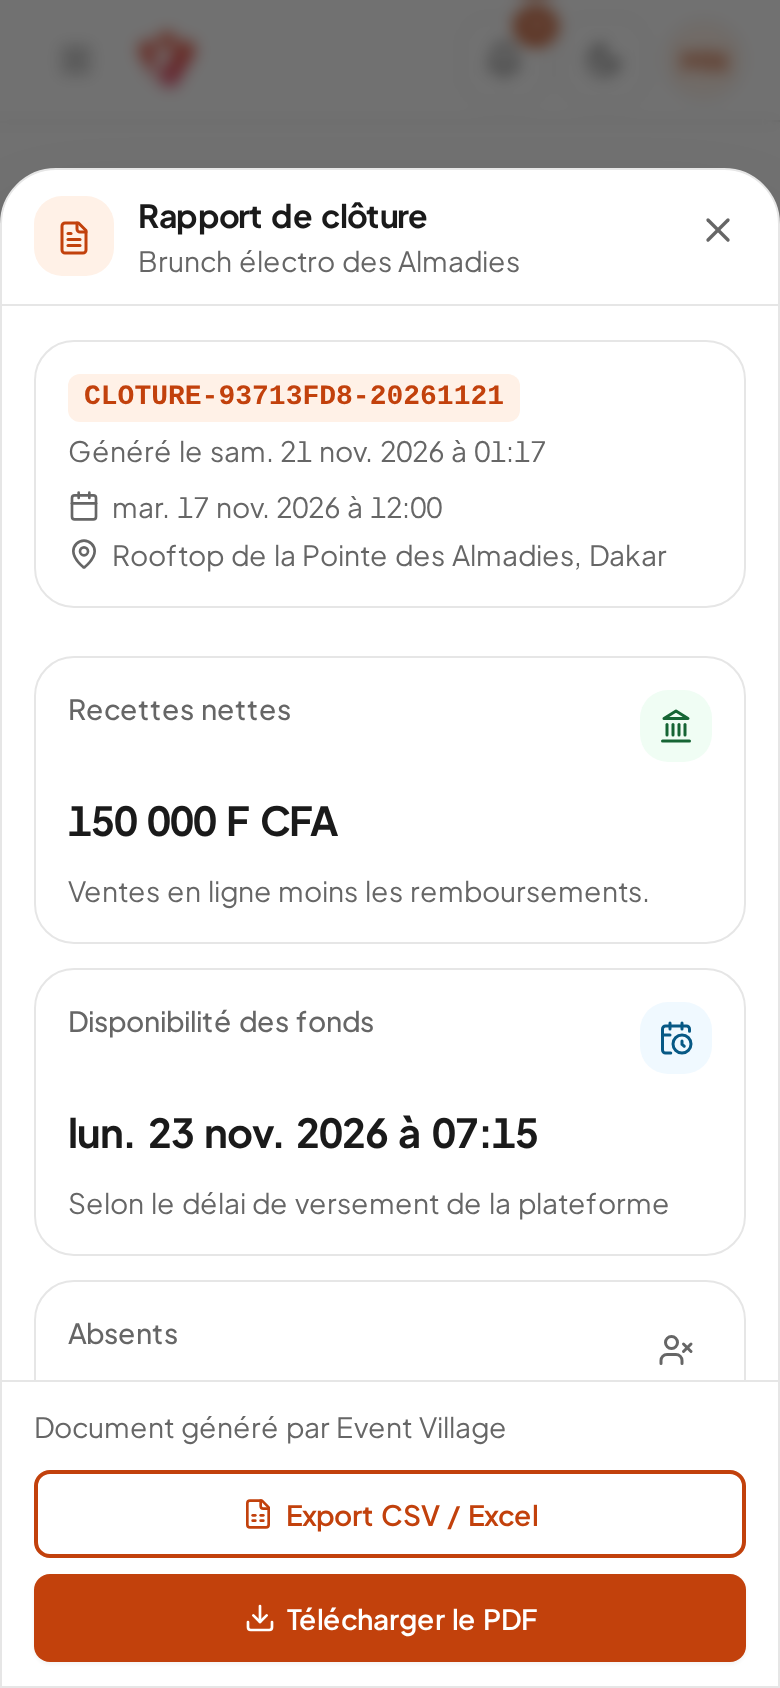 Rapport de clôture
Brunch électro des Almadies
CLOTURE-93713FD8-20261121
Généré le sam. 21 nov. 2026 à 01:17
mar. 17 nov. 2026 à 12:00
Rooftop de la Pointe des Almadies, Dakar
Recettes nettes
150 000 F CFA
Ventes en ligne moins les remboursements.
Disponibilité des fonds
lun. 23 nov. 2026 à 07:15
Selon le délai de versement de la plateforme
Absents
Document généré par Event Village
Export CSV / Excel
Télécharger le PDF